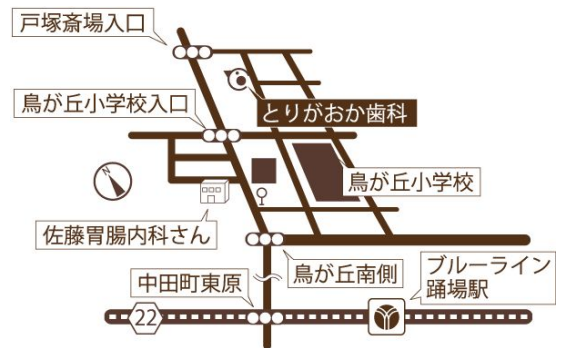 戸塚斎場入口
鳥が丘小学校入口
とりがおか歯科
N
鳥が丘小学校
佐藤胃腸内科さん
鳥が丘南側
ブルーライン
踊場駅
中田町東原
22